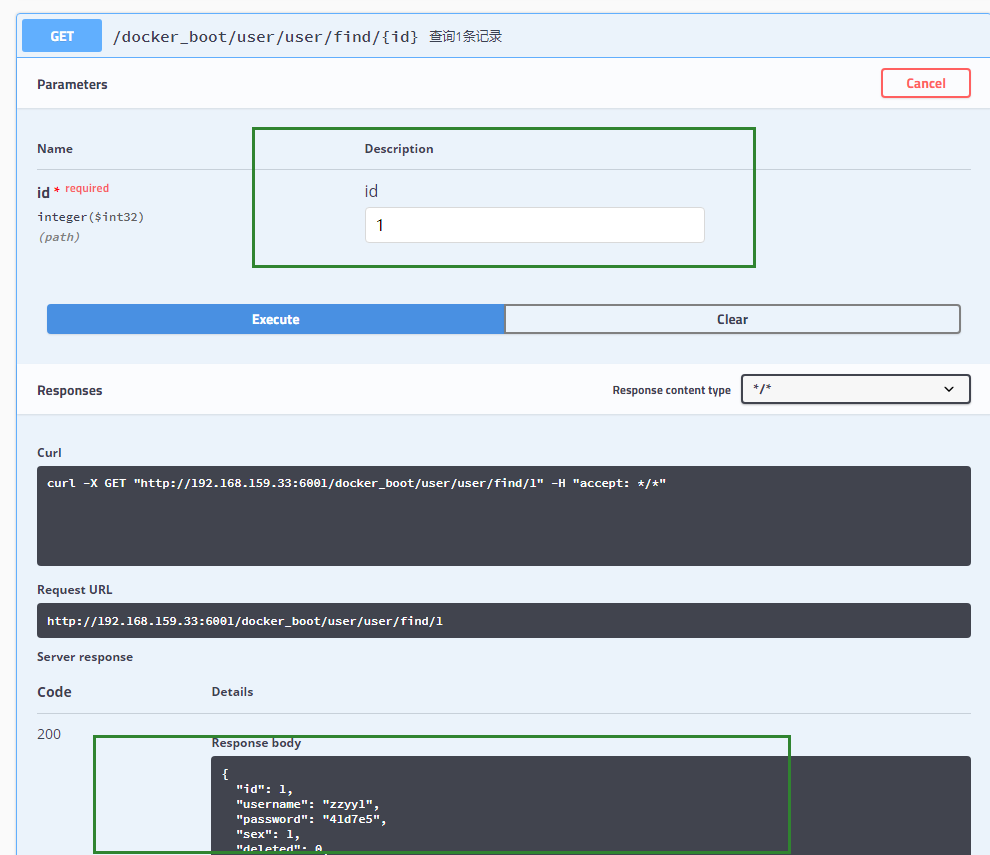 GET /docker_boot/user/user/find/{id} 查询1条记录
Parameters Cancel
Name Description
id * required id
integer($int32) 1
(path)
Execute Clear
Responses Response content type */*
Curl
curl -X GET "http://192.168.159.33:6001/docker_boot/user/user/find/1" -H "accept: */*"
Request URL
http://192.168.159.33:6001/docker_boot/user/user/find/1
Server response
Code Details
200 Response body
{
"id": 1,
"username": "zzyy1",
"password": "41d7e5",
"sex": 1,
"deleted": 0,